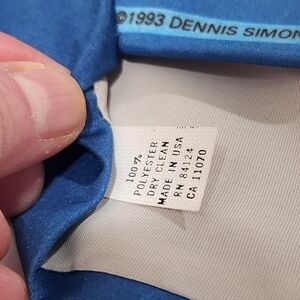 ©1993 DENNIS SIMON
100%
POLYESTER
DRY CLEAN
MADE IN USA
RN 84124
CA 11070